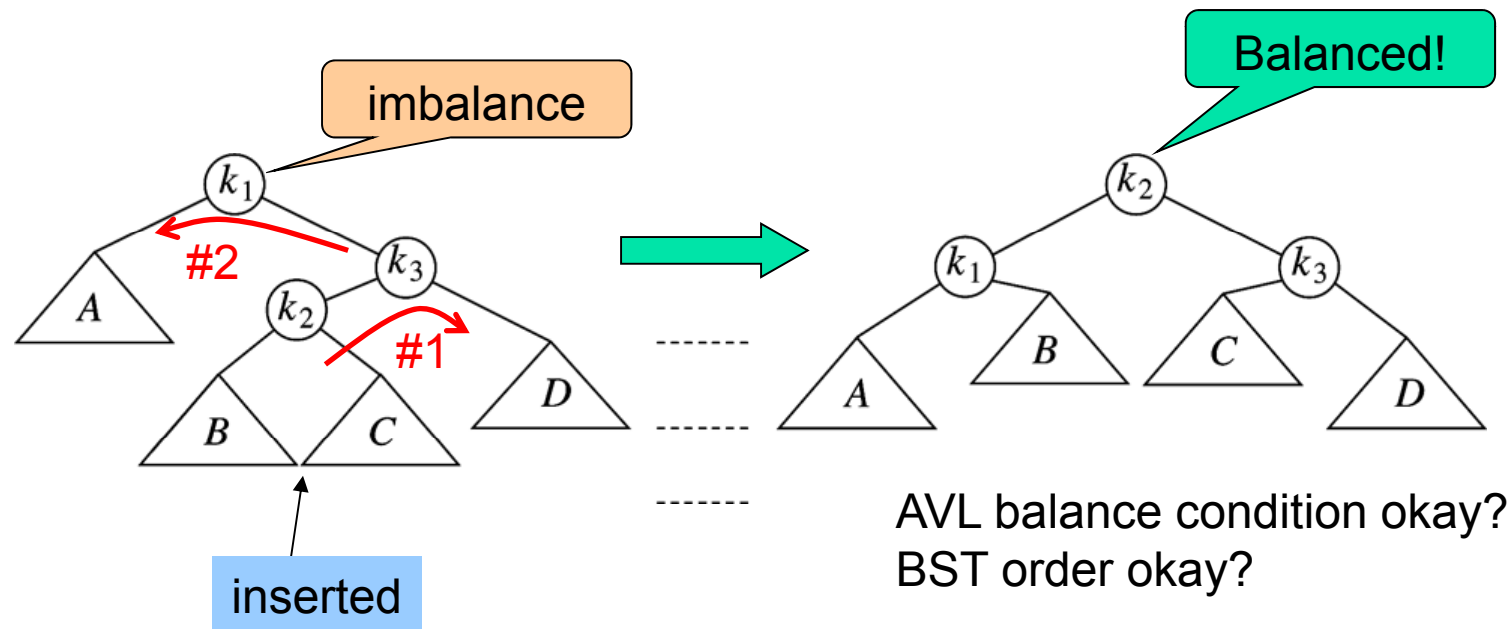 Balanced!
imbalance
k₁
#2
k₃
A
k₂
#1
B
C
D
inserted
k₂
k₁
k₃
A
B
C
D
AVL balance condition okay?
BST order okay?